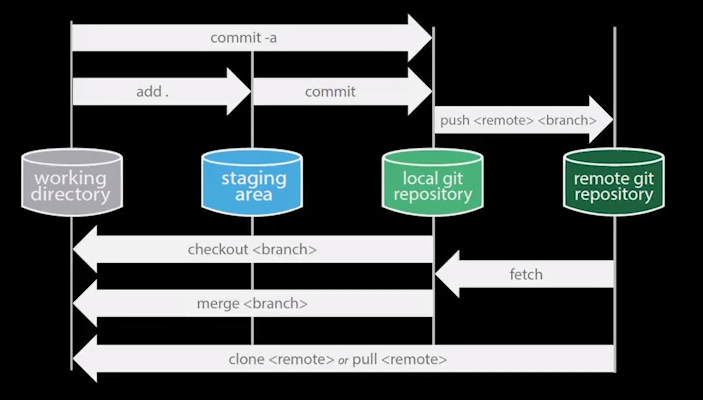 commit -a
add .
commit
push <remote> <branch>
working
directory
staging
area
local git
repository
remote git
repository
checkout <branch>
fetch
merge <branch>
clone <remote> or pull <remote>